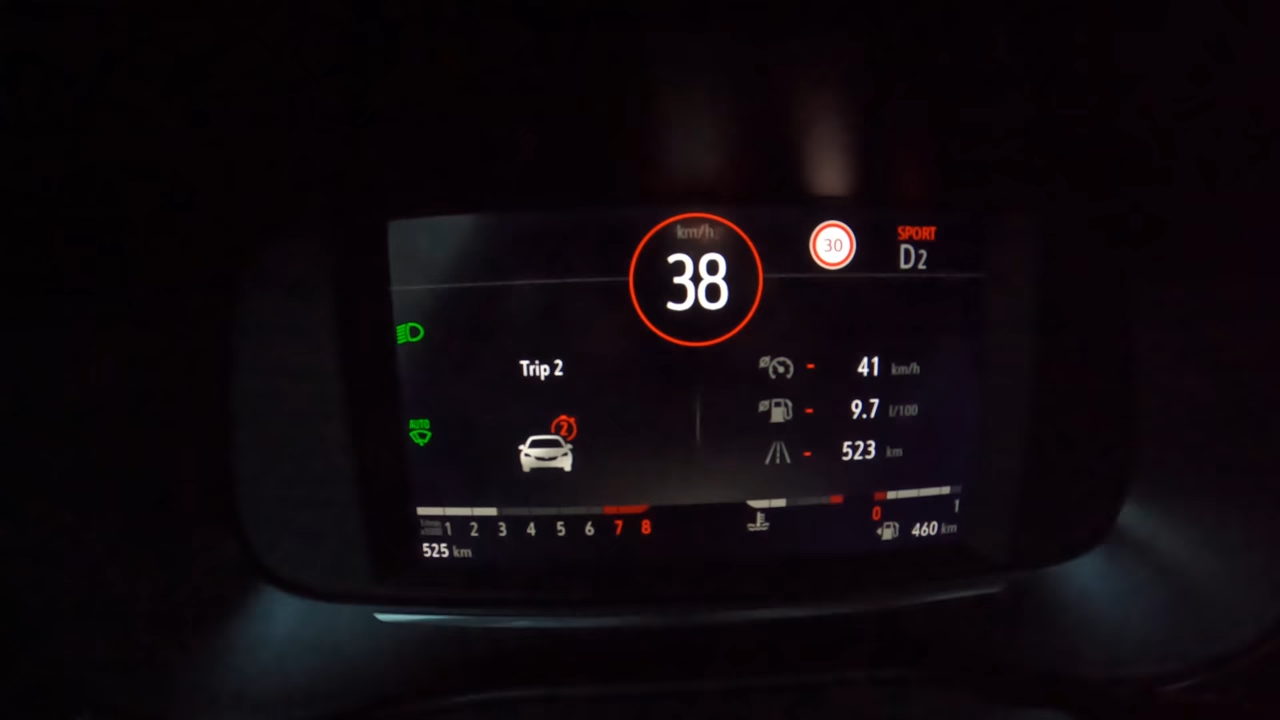 km/h
38
30
SPORT
D2
Trip 2
41 km/h
9.7 l/100
523 km
AUTO
2
1 2 3 4 5 6 7 8
0 1
525 km
460 km